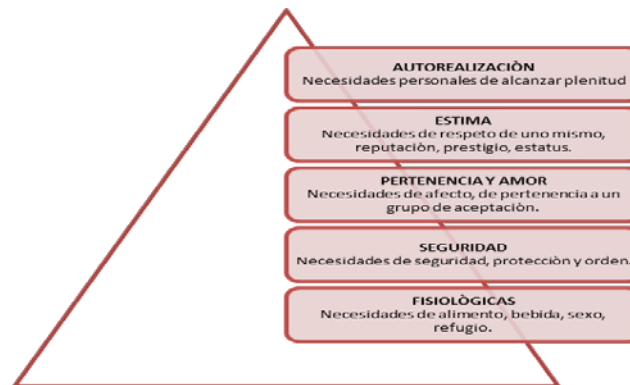 AUTOREALIZACIÒN
Necesidades personales de alcanzar plenitud
ESTIMA
Necesidades de respeto de uno mismo,
reputaciòn, prestigio, estatus.
PERTENENCIA Y AMOR
Necesidades de afecto, de pertenencia a un
grupo de aceptaciòn.
SEGURIDAD
Necesidades de seguridad, protecciòn y orden.
FISIOLÒGICAS
Necesidades de alimento, bebida, sexo,
refugio.